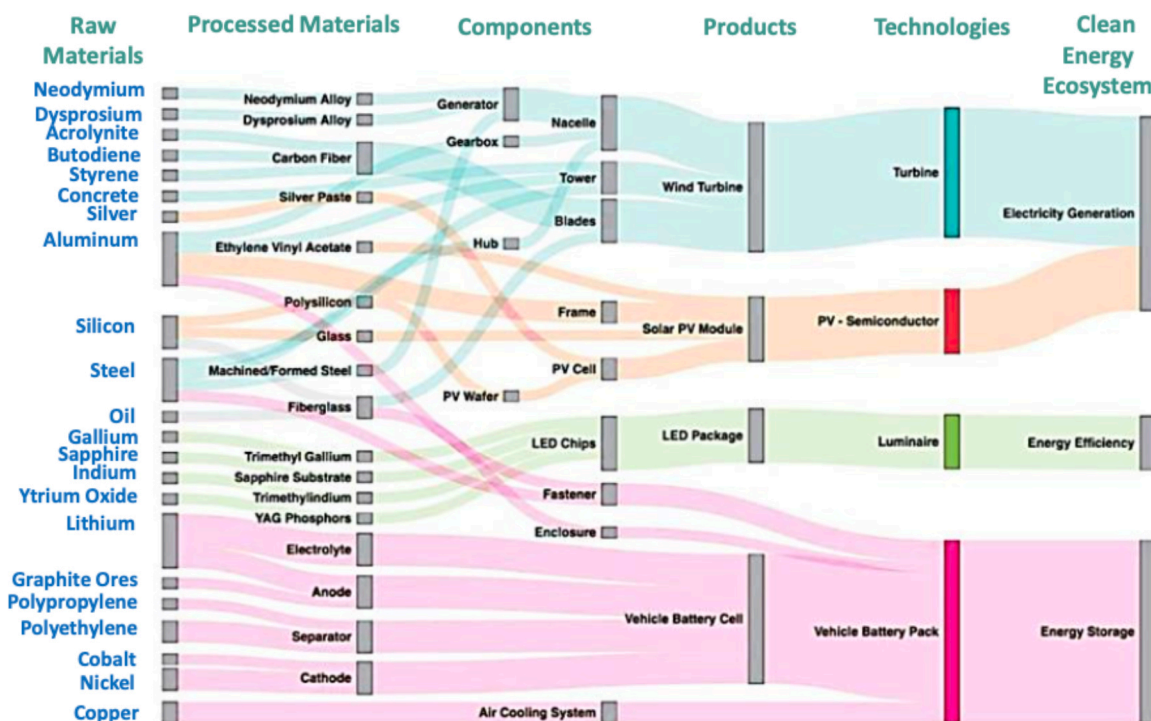 Raw
Materials
Processed Materials
Components
Products
Technologies
Clean
Energy
Ecosystem
Neodymium
Dysprosium
Acrolynite
Butodiene
Styrene
Concrete
Silver
Aluminum
Silicon
Steel
Oil
Gallium
Sapphire
Indium
Ytrium Oxide
Lithium
Graphite Ores
Polypropylene
Polyethylene
Cobalt
Nickel
Copper
Neodymium Alloy
Dysprosium Alloy
Carbon Fiber
Silver Paste
Ethylene Vinyl Acetate
Polysilicon
Glass
Machined/Formed Steel
Fiberglass
Trimethyl Gallium
Sapphire Substrate
Trimethylindium
YAG Phosphors
Electrolyte
Anode
Separator
Cathode
Generator
Gearbox
Hub
PV Wafer
Nacelle
Tower
Blades
Frame
PV Cell
LED Chips
Fastener
Enclosure
Air Cooling System
Wind Turbine
Solar PV Module
LED Package
Vehicle Battery Cell
Turbine
PV - Semiconductor
Luminaire
Vehicle Battery Pack
Electricity Generation
Energy Efficiency
Energy Storage